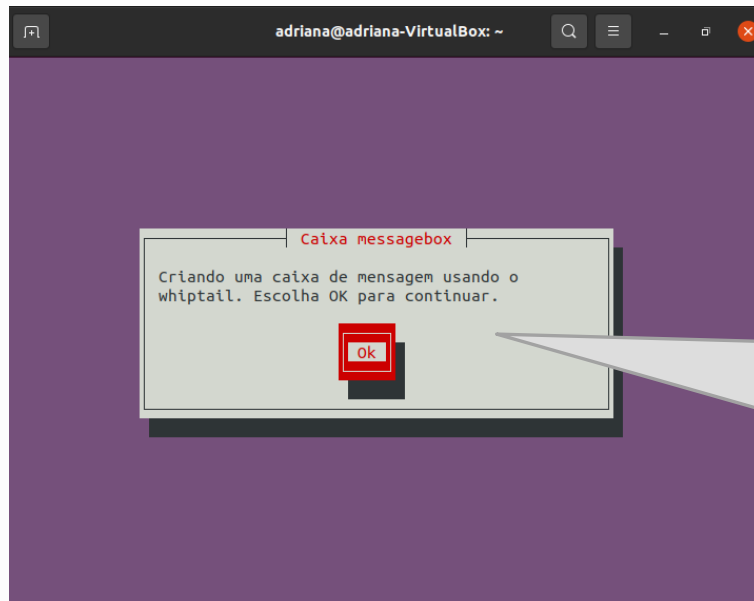 adriana@adriana-VirtualBox: ~
Caixa messagebox
Criando uma caixa de mensagem usando o
whiptail. Escolha OK para continuar.
Ok